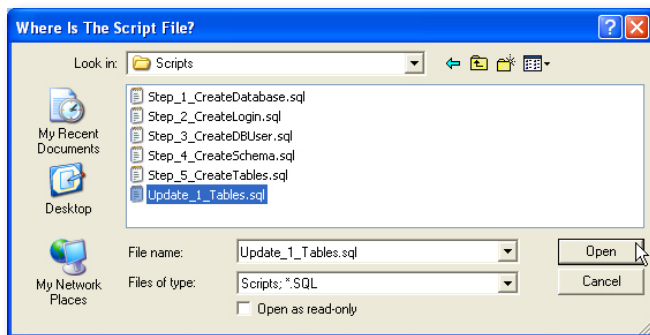 Where Is The Script File?
Look in:
Scripts
My Recent
Documents
Desktop
My Network
Places
Step_1_CreateDatabase.sql
Step_2_CreateLogin.sql
Step_3_CreateDBUser.sql
Step_4_CreateSchema.sql
Step_5_CreateTables.sql
Update_1_Tables.sql
File name:
Update_1_Tables.sql
Open
Files of type:
Scripts; *.SQL
Cancel
Open as read-only